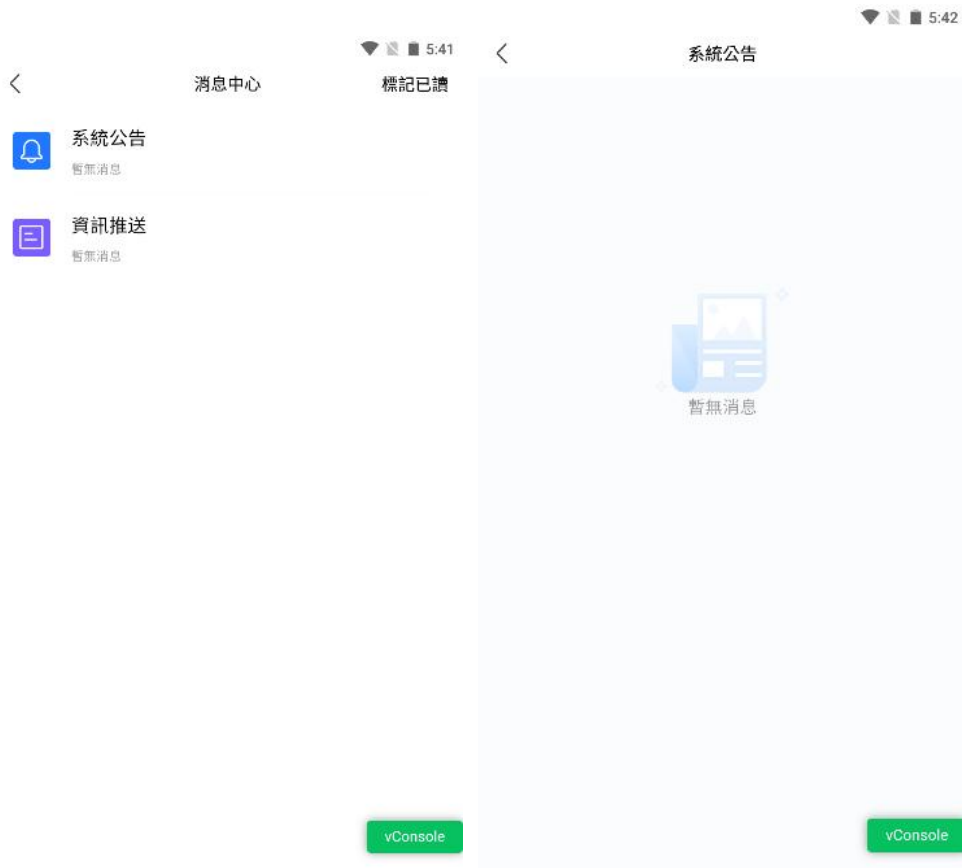 5:41
消息中心
標記已讀
系統公告
暫無消息
資訊推送
暫無消息
vConsole
5:42
系統公告
暫無消息
vConsole